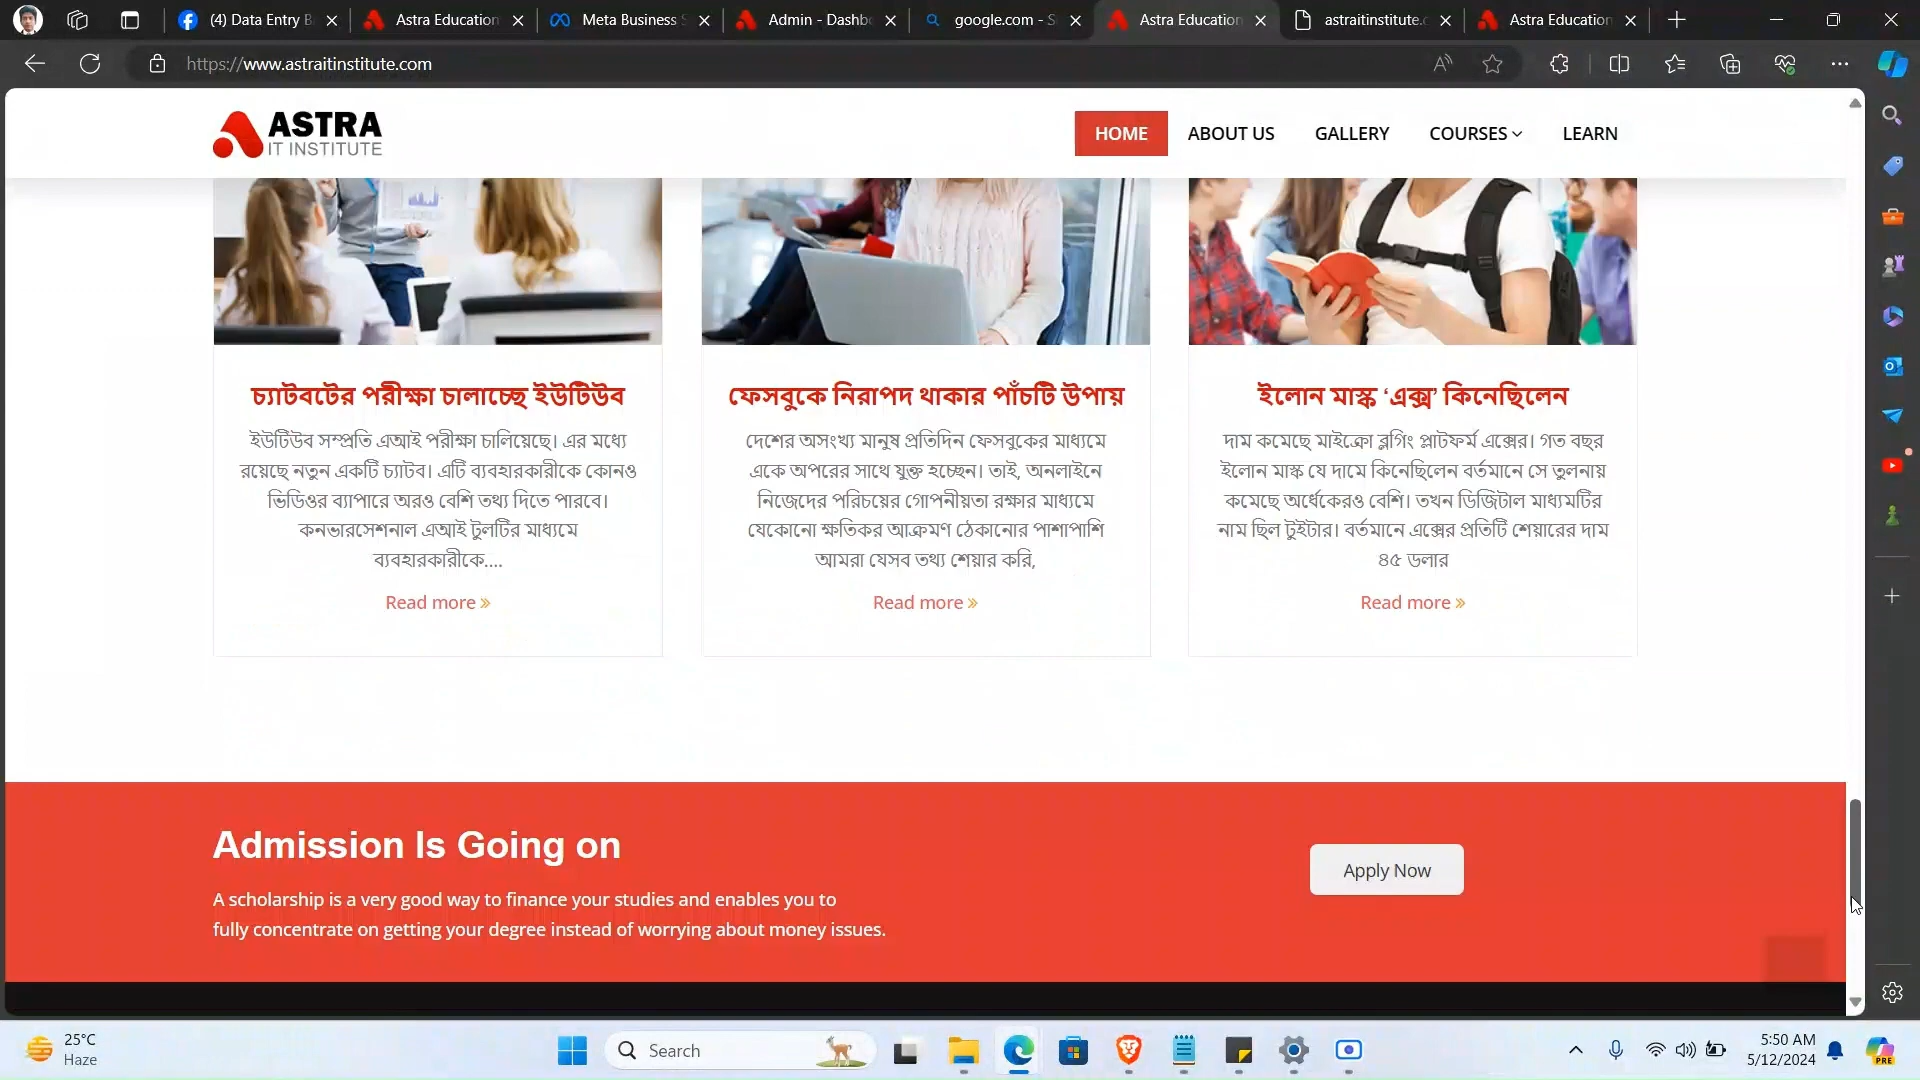 (4) Data Entry B
Astra Education
Meta Business S
Admin - Dashbo
google.com - S
Astra Education
astraitinstitute.c
Astra Education
https://www.astraitinstitute.com
ASTRA
IT INSTITUTE
HOME
ABOUT US
GALLERY
COURSES
LEARN
চ্যাটবটের পরীক্ষা চালাচ্ছে ইউটিউব
ইউটিউব সম্প্রতি এআই পরীক্ষা চালিয়েছে। এর মধ্যে
রয়েছে নতুন একটি চ্যাটব। এটি ব্যবহারকারীকে কোনও
ভিডিওর ব্যাপারে অরও বেশি তথ্য দিতে পারবে।
কনভারসেশনাল এআই টুলটির মাধ্যমে
ব্যবহারকারীকে....
Read more »
ফেসবুকে নিরাপদ থাকার পাঁচটি উপায়
দেশের অসংখ্য মানুষ প্রতিদিন ফেসবুকের মাধ্যমে
একে অপরের সাথে যুক্ত হচ্ছেন। তাই, অনলাইনে
নিজেদের পরিচয়ের গোপনীয়তা রক্ষার মাধ্যমে
যেকোনো ক্ষতিকর আক্রমণ ঠেকানোর পাশাপাশি
আমরা যেসব তথ্য শেয়ার করি,
Read more »
ইলোন মাস্ক ‘এক্স’ কিনেছিলেন
দাম কমেছে মাইক্রো ব্লগিং প্লাটফর্ম এক্সের। গত বছর
ইলোন মাস্ক যে দামে কিনেছিলেন বর্তমানে সে তুলনায়
কমেছে অর্ধেকেরও বেশি। তখন ডিজিটাল মাধ্যমটির
নাম ছিল টুইটার। বর্তমানে এক্সের প্রতিটি শেয়ারের দাম
৪৫ ডলার
Read more »
Admission Is Going on
A scholarship is a very good way to finance your studies and enables you to
fully concentrate on getting your degree instead of worrying about money issues.
Apply Now
25°C
Haze
Search
5:50 AM
5/12/2024
PRE